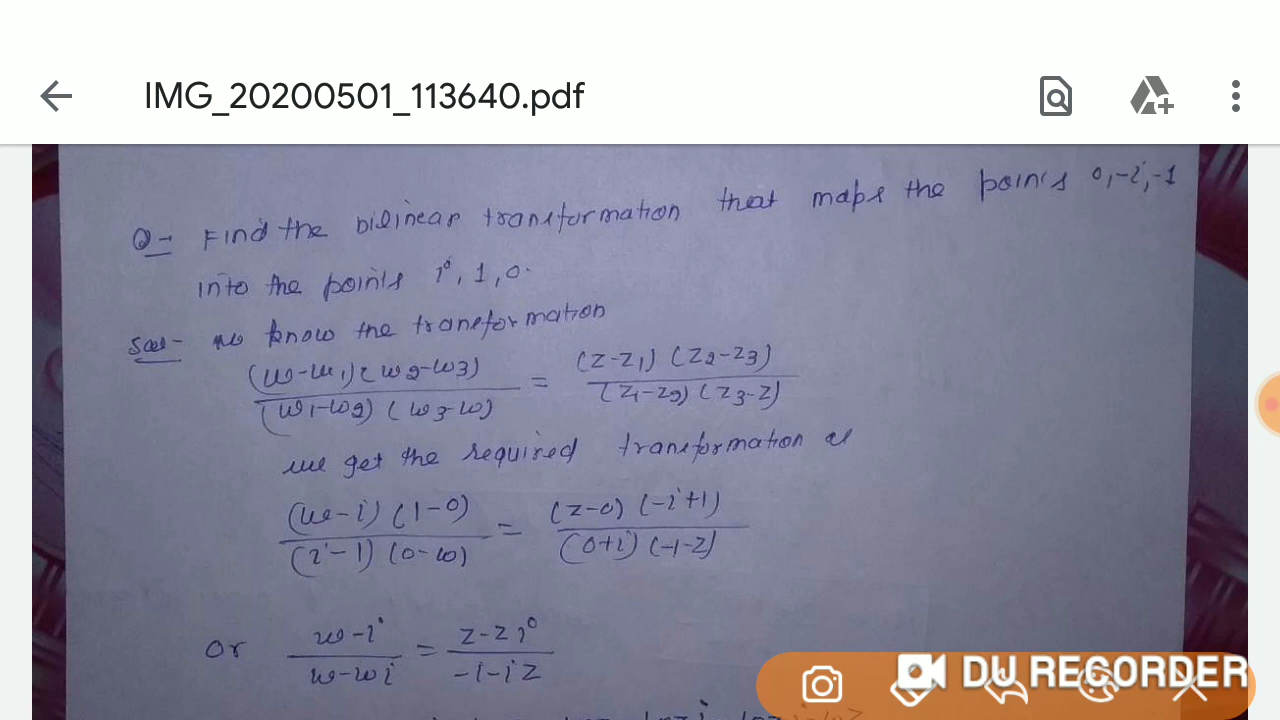 IMG_20200501_113640.pdf
Q- Find the bilinear transformation that maps the points 0,-i,-1
into the points i, 1, 0.
Sol- we know the transformation
(w-w1)(w2-w3) / (w1-w2)(w3-w) = (z-z1)(z2-z3) / (z1-z2)(z3-z)
we get the required transformation as
(w-i)(1-0) / (i-1)(0-w) = (z-0)(-i+1) / (0+i)(-1-z)
or w-i / w-wi = z-zi / -i-iz
DU RECORDER